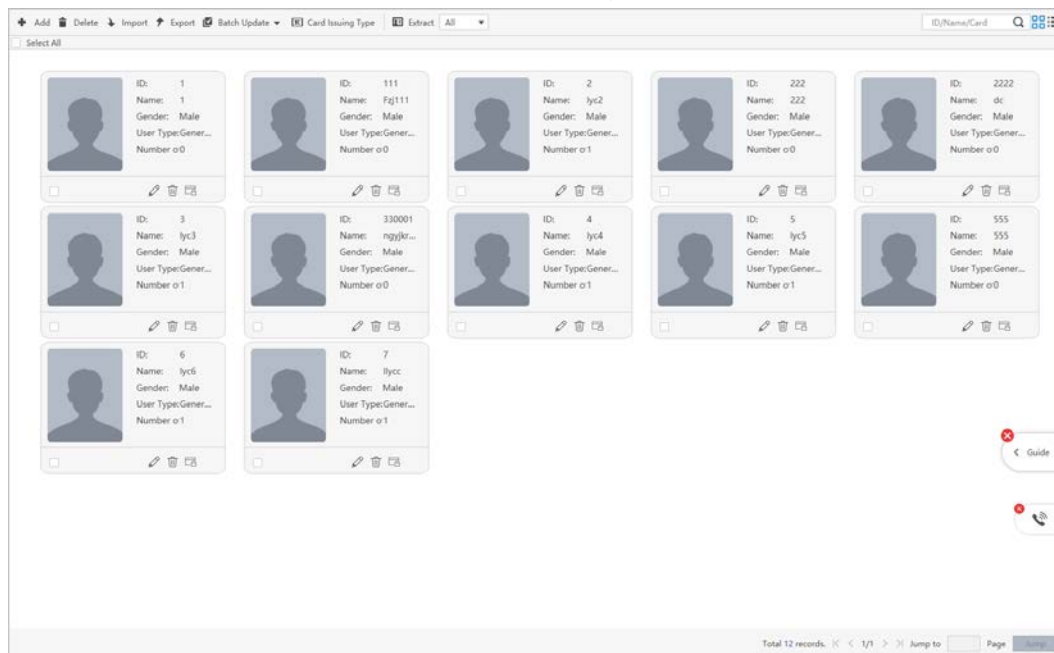 Add Delete Import Export Batch Update Card Issuing Type Extract All ID/Name/Card
Select All
ID: 1
Name: 1
Gender: Male
User Type:Gener...
Number o:0
ID: 111
Name: Fzj111
Gender: Male
User Type:Gener...
Number o:0
ID: 2
Name: lyc2
Gender: Male
User Type:Gener...
Number o:1
ID: 222
Name: 222
Gender: Male
User Type:Gener...
Number o:0
ID: 2222
Name: dc
Gender: Male
User Type:Gener...
Number o:0
ID: 3
Name: lyc3
Gender: Male
User Type:Gener...
Number o:1
ID: 330001
Name: ngyjkr...
Gender: Male
User Type:Gener...
Number o:0
ID: 4
Name: lyc4
Gender: Male
User Type:Gener...
Number o:1
ID: 5
Name: lyc5
Gender: Male
User Type:Gener...
Number o:1
ID: 555
Name: 555
Gender: Male
User Type:Gener...
Number o:0
ID: 6
Name: lyc6
Gender: Male
User Type:Gener...
Number o:1
ID: 7
Name: llycc
Gender: Male
User Type:Gener...
Number o:1
Guide
Total 12 records. 1/1 Jump to Page Jump